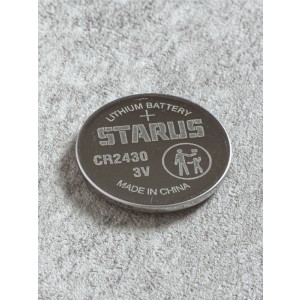 LITHIUM BATTERY
+
STARUS
CR2430
3V
MADE IN CHINA